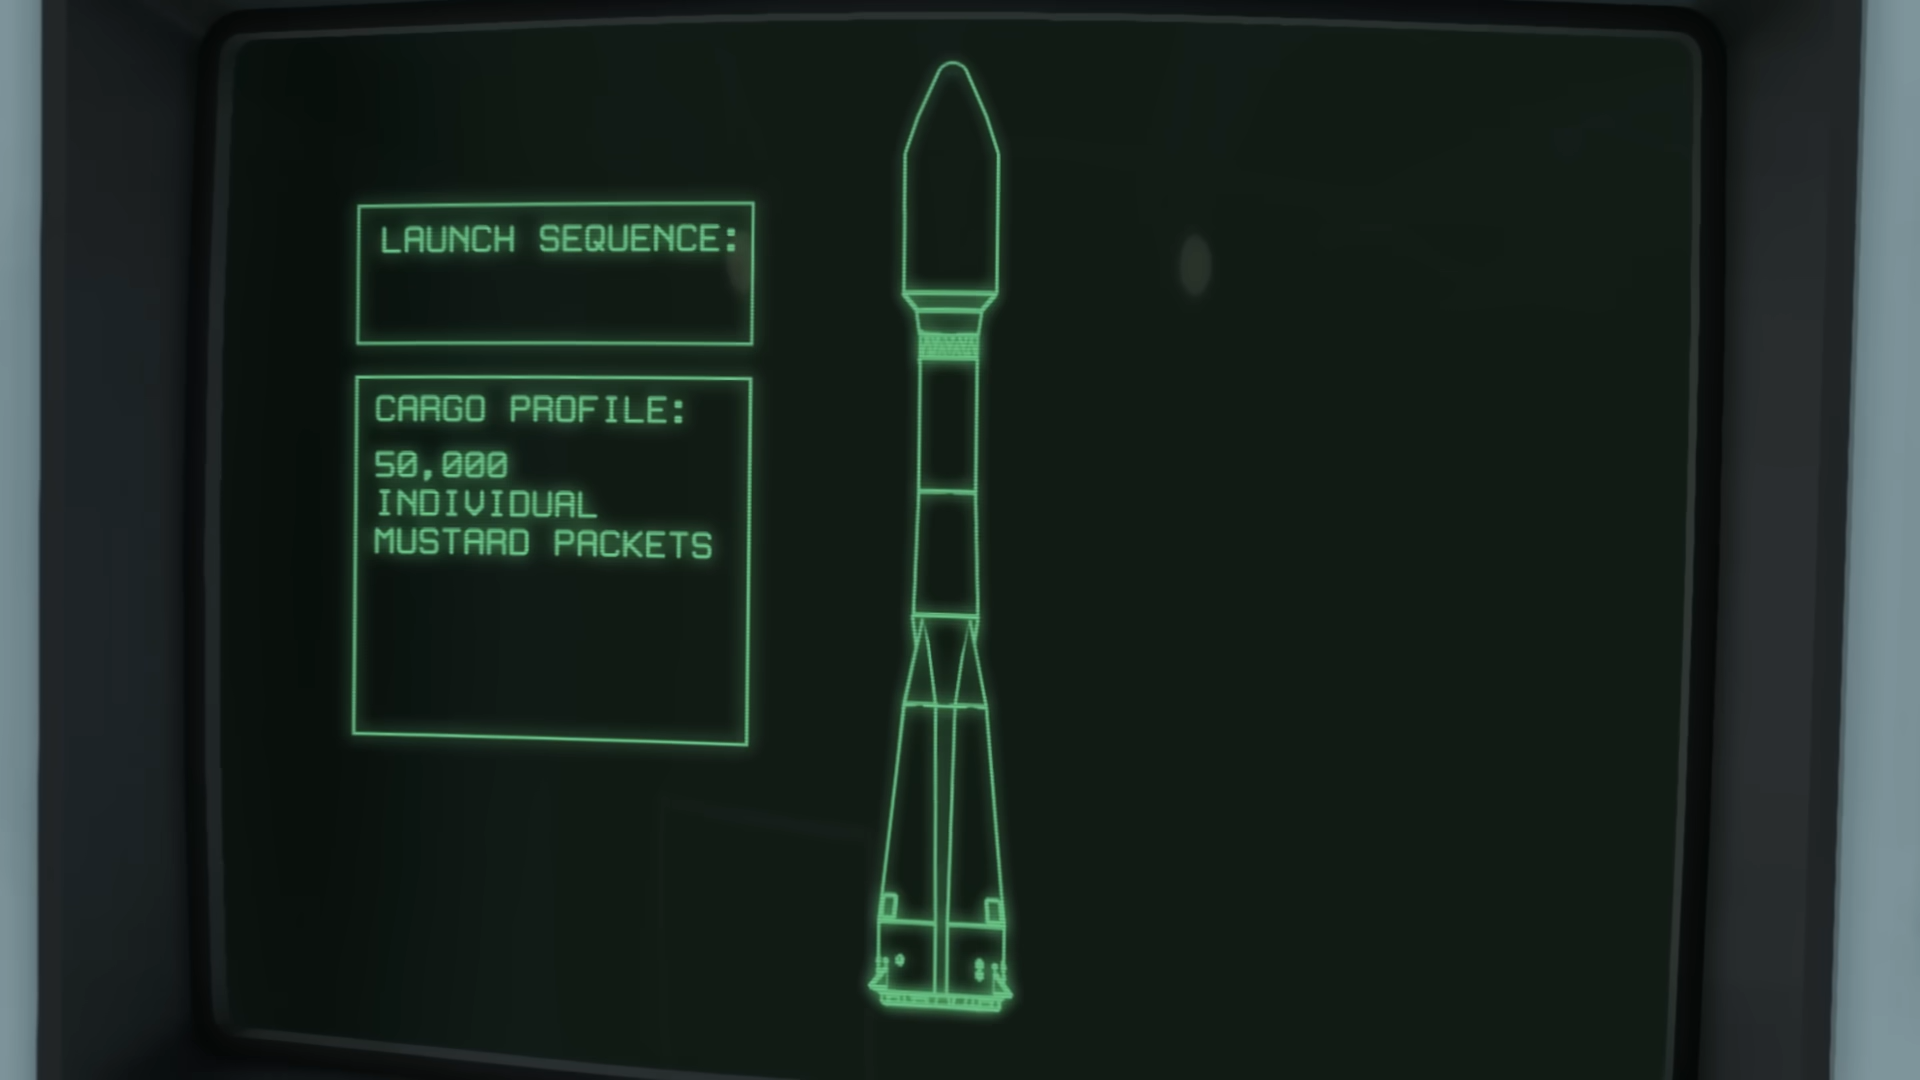 LAUNCH SEQUENCE:
CARGO PROFILE:
50,000
INDIVIDUAL
MUSTARD PACKETS